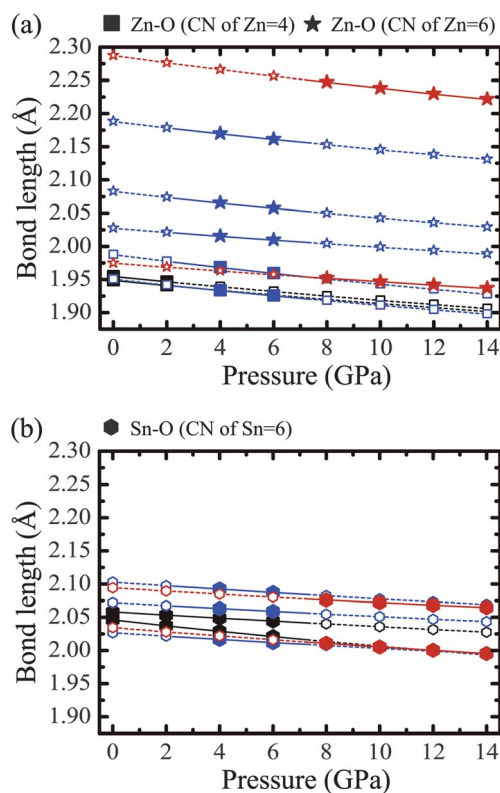 (a)
■ Zn-O (CN of Zn=4) ★ Zn-O (CN of Zn=6)
2.30
2.25
2.20
2.15
2.10
2.05
2.00
1.95
1.90
Bond length (Å)
0 2 4 6 8 10 12 14
Pressure (GPa)
(b)
Sn-O (CN of Sn=6)
2.30
2.25
2.20
2.15
2.10
2.05
2.00
1.95
1.90
Bond length (Å)
0 2 4 6 8 10 12 14
Pressure (GPa)